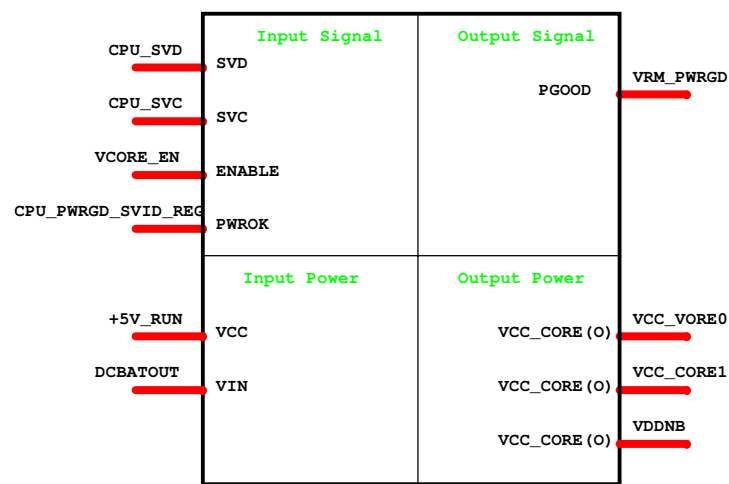 Input Signal Output Signal
CPU_SVD
SVD
VRM_PWRGD
PGOOD
CPU_SVC
SVC
VCORE_EN
ENABLE
CPU_PWRGD_SVID_REG
PWROK
Input Power Output Power
+5V_RUN
VCC
VCC_CORE(O)
VCC_VORE0
DCBATOUT
VIN
VCC_CORE(O)
VCC_CORE1
VCC_CORE(O)
VDDNB